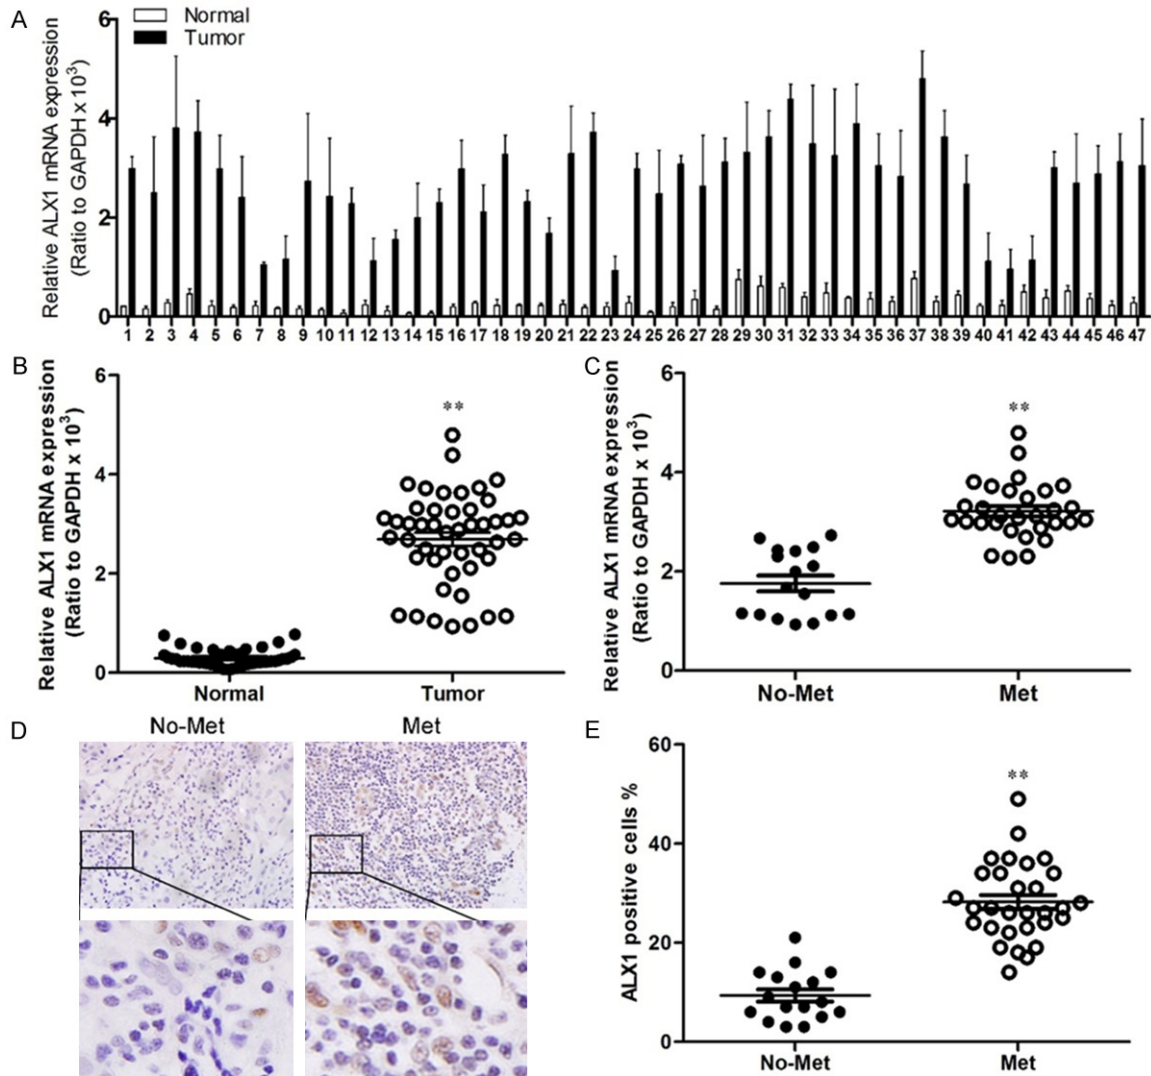 A
Normal
Tumor
Relative ALX1 mRNA expression
(Ratio to GAPDH x 10³)
6
4
2
0
1 2 3 4 5 6 7 8 9 10 11 12 13 14 15 16 17 18 19 20 21 22 23 24 25 26 27 28 29 30 31 32 33 34 35 36 37 38 39 40 41 42 43 44 45 46 47
B
Relative ALX1 mRNA expression
(Ratio to GAPDH x 10³)
6
4
2
0
**
Normal Tumor
C
Relative ALX1 mRNA expression
(Ratio to GAPDH x 10³)
6
4
2
0
**
No-Met Met
D
No-Met Met
E
ALX1 positive cells %
60
40
20
0
**
No-Met Met